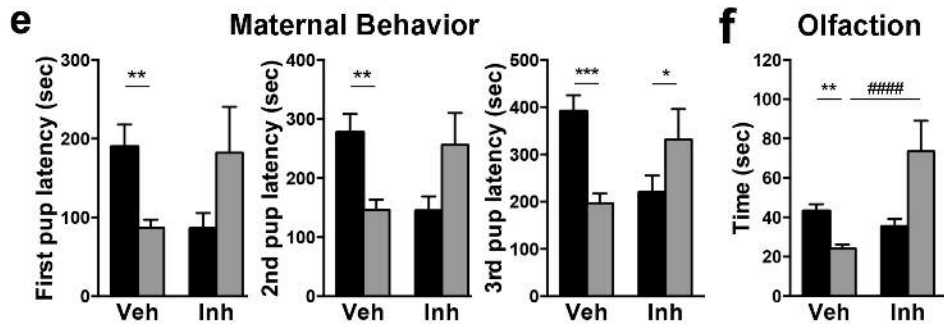 e Maternal Behavior f Olfaction
First pup latency (sec)
300
200
100
0
**
Veh Inh
2nd pup latency (sec)
400
300
200
100
0
**
Veh Inh
3rd pup latency (sec)
500
400
300
200
100
0
*** *
Veh Inh
Time (sec)
120
100
80
60
40
20
0
** ####
Veh Inh